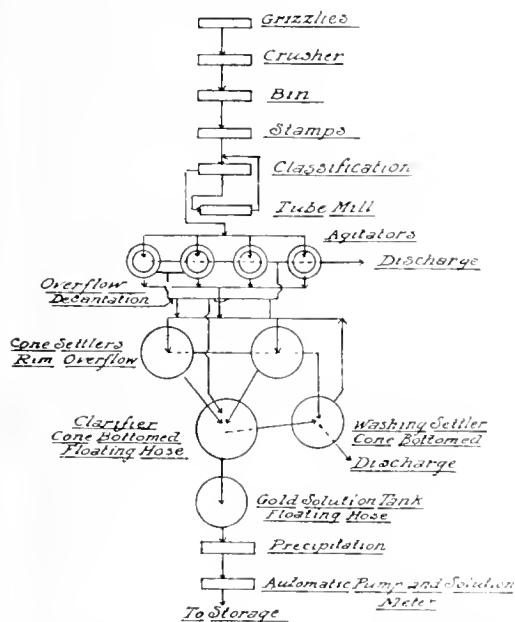 Grizzlies
Crusher
Bin
Stamps
Classification
Tube Mill
Agitators
Discharge
Overflow
Decantation
Cone Settlers
Rim Overflow
Clarifier
Cone Bottomed
Floating Hose
Washing Settler
Cone Bottomed
Discharge
Gold Solution Tank
Floating Hose
Precipitation
Automatic Pump and Solution
Meter
To Storage